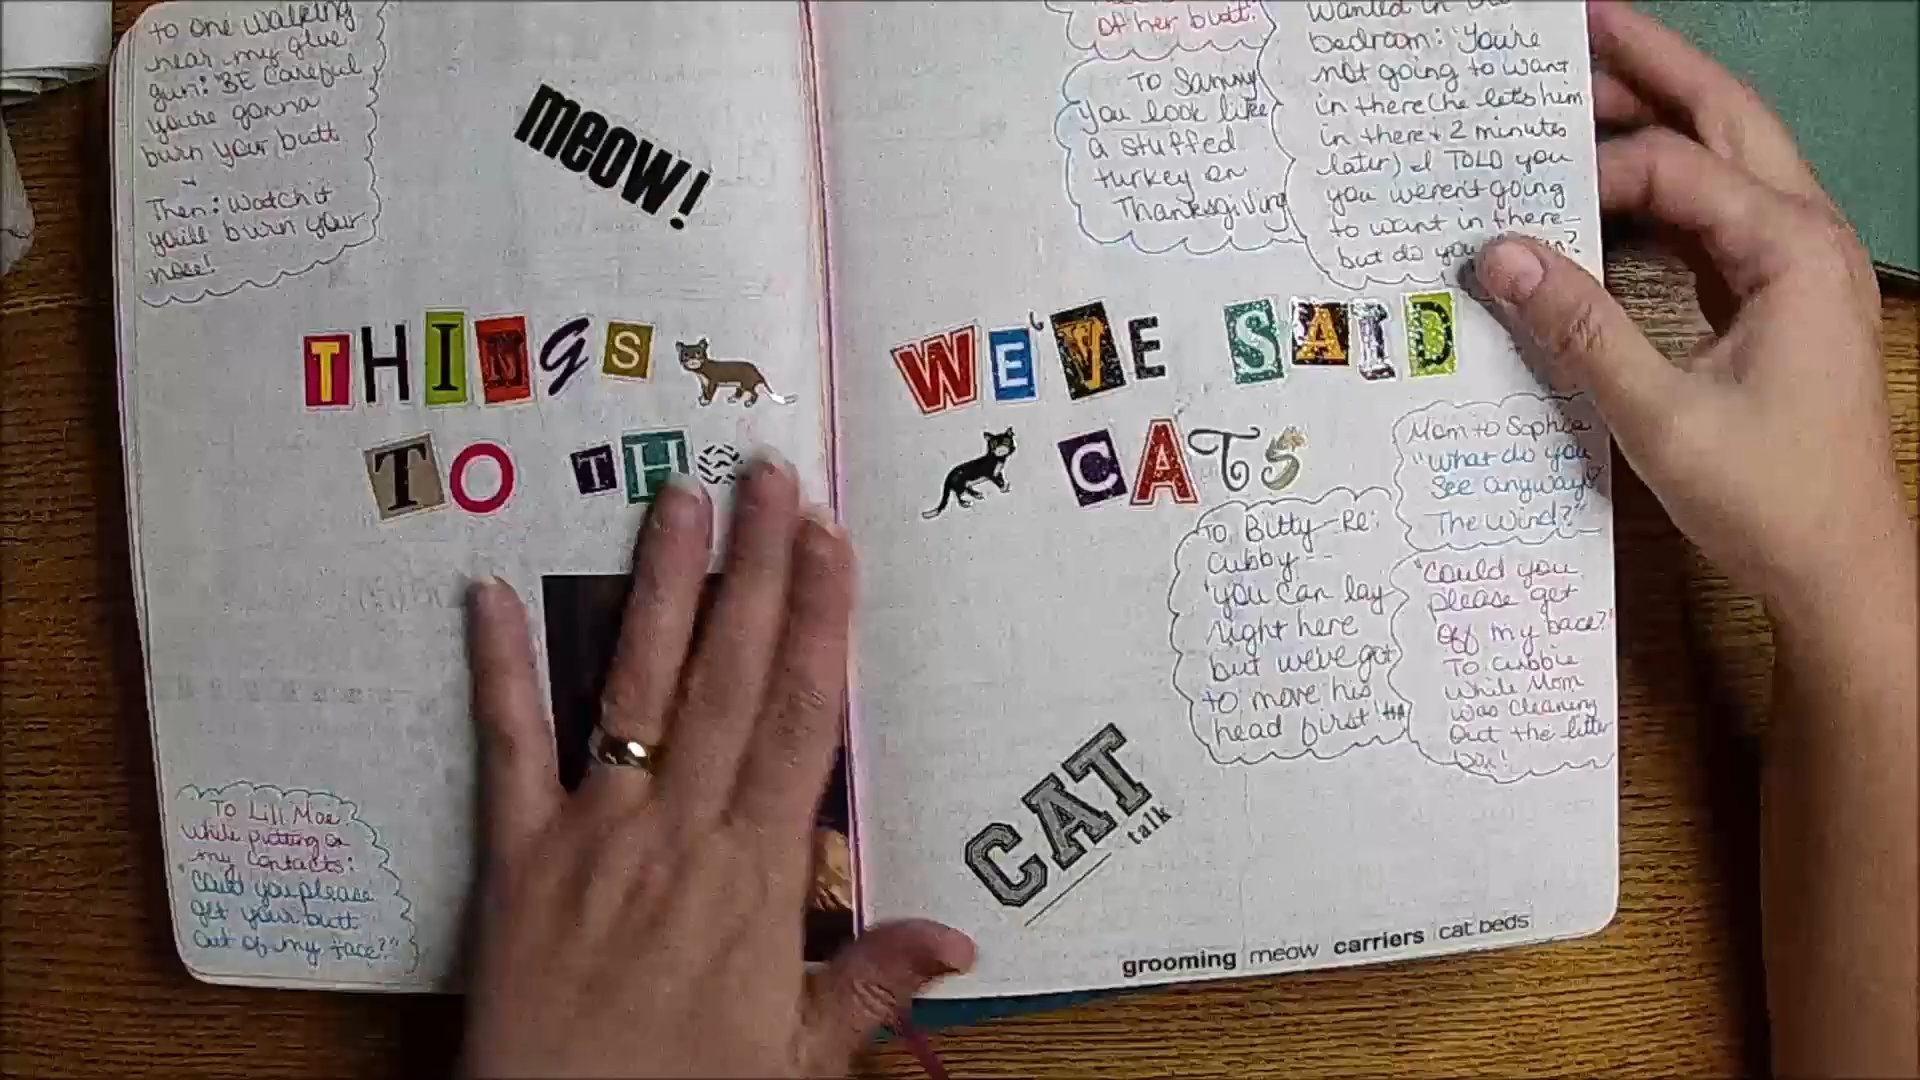 to one walking
near my glue
gun: "BE Careful
you're gonna
burn your butt
Then: Watch it
you'll burn your
nose!
meow!
THINGS
TO TH
To Lill Moe
while putting on
my contacts:
"Could you please
get your butt
out of my face?"
of her butt.
To Sammy
You look like
a stuffed
turkey on
Thanksgiving
wanted in the
bedroom: "You're
not going to want
in there (he lets him
in there + 2 minutes
later) I TOLD you
you weren't going
to want in there—
but do you
WE'VE SAID
CATS
Mom to Sophie
"What do you
See anyway?
The Wind?"
To Bitty—Re:
Cubby—
"you can lay
right here
but we've got
to move his
head first" HA
"Could you
please get
off my back?"
To Cubbie
while Mom
was cleaning
out the litter
box!
CAT
talk
grooming | meow carriers | cat beds